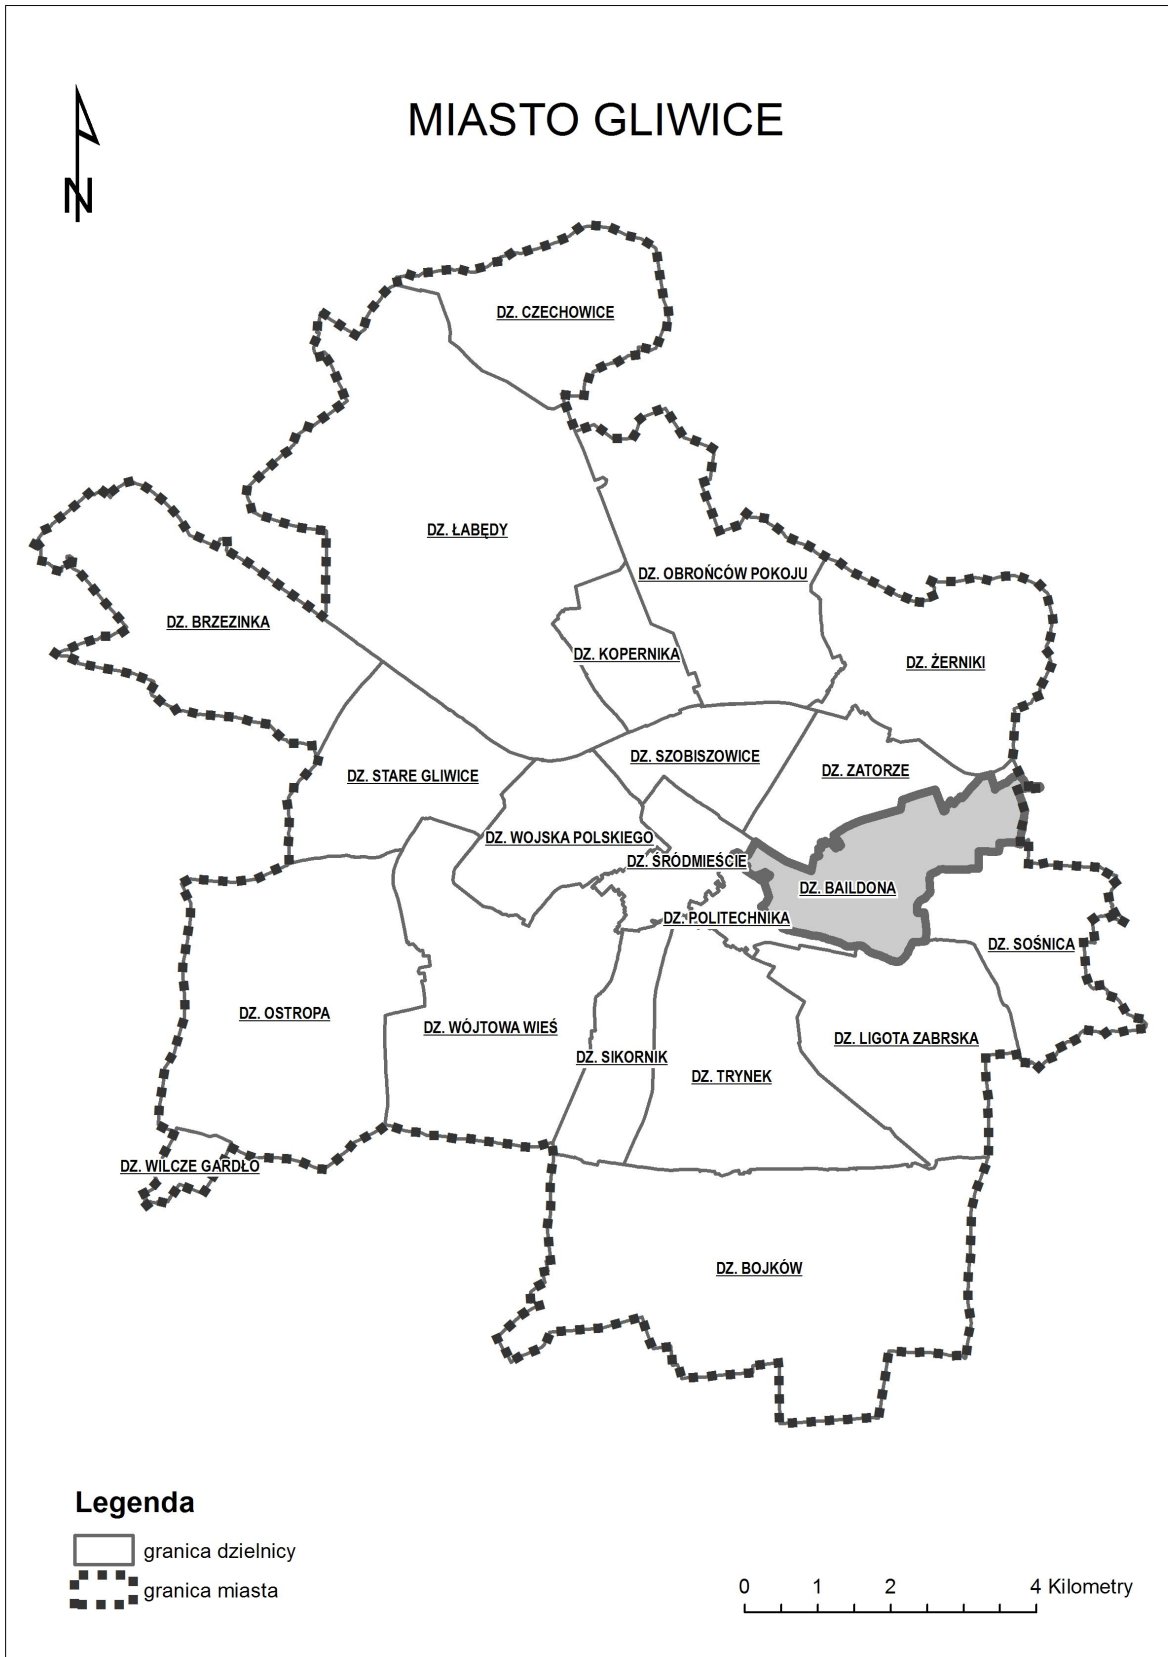 MIASTO GLIWICE
N
DZ. CZECHOWICE
DZ. ŁABĘDY
DZ. OBROŃCÓW POKOJU
DZ. BRZEZINKA
DZ. KOPERNIKA
DZ. ŻERNIKI
DZ. SZOBISZOWICE
DZ. STARE GLIWICE
DZ. ZATORZE
DZ. WOJSKA POLSKIEGO
DZ. ŚRÓDMIEŚCIE
DZ. BAILDONA
DZ. POLITECHNIKA
DZ. SOŚNICA
DZ. OSTROPA
DZ. WÓJTOWA WIEŚ
DZ. LIGOTA ZABRSKA
DZ. SIKORNIK
DZ. TRYNEK
DZ. WILCZE GARDŁO
DZ. BOJKÓW
Legenda
granica dzielnicy
granica miasta
0 1 2 4 Kilometry